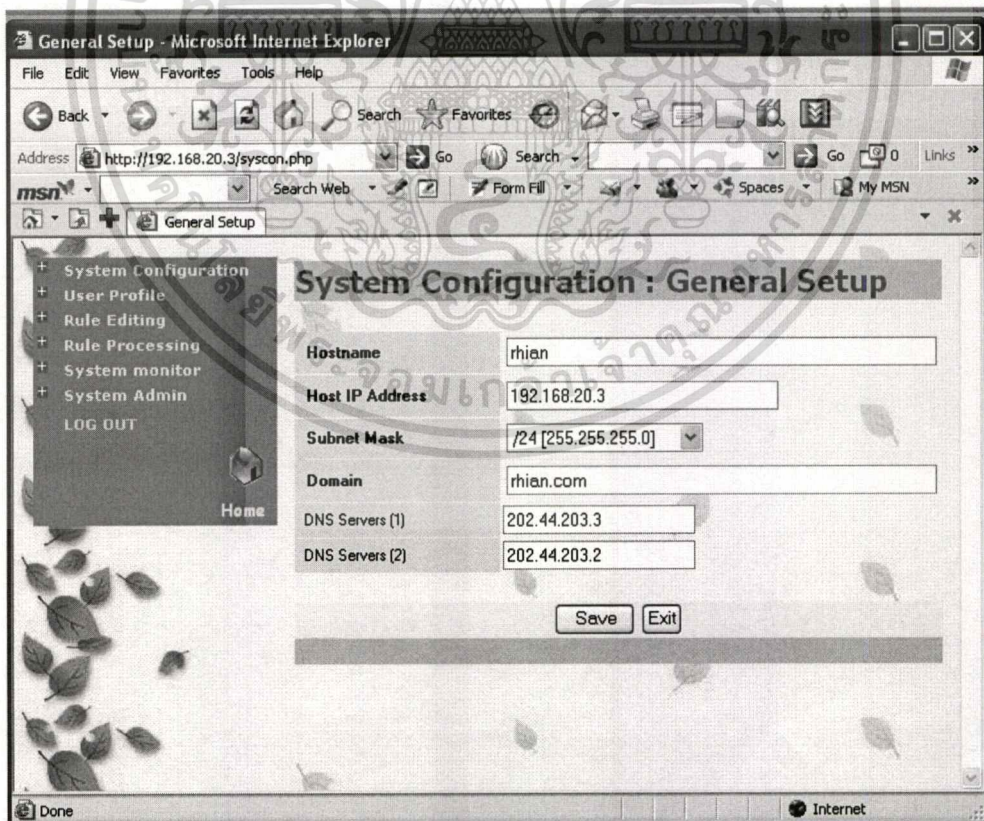 General Setup - Microsoft Internet Explorer
File Edit View Favorites Tools Help
Back Search Favorites
Address http://192.168.20.3/syscon.php Go Search Go 0 Links »
msn Search Web Form Fill Spaces My MSN »
General Setup
System Configuration
User Profile
Rule Editing
Rule Processing
System monitor
System Admin
LOG OUT
Home
System Configuration : General Setup
Hostname rhian
Host IP Address 192.168.20.3
Subnet Mask /24 [255.255.255.0]
Domain rhian.com
DNS Servers (1) 202.44.203.3
DNS Servers (2) 202.44.203.2
Save Exit
Done Internet